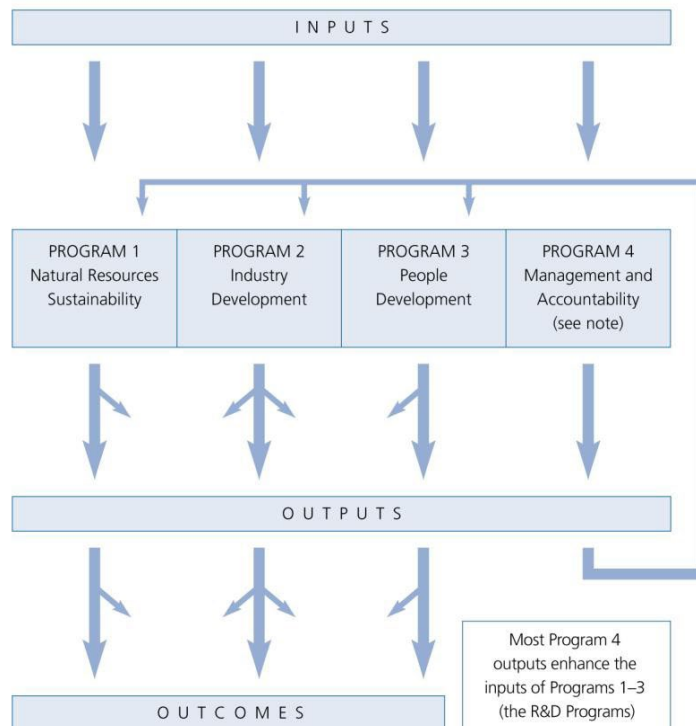 INPUTS
PROGRAM 1
Natural Resources
Sustainability
PROGRAM 2
Industry
Development
PROGRAM 3
People
Development
PROGRAM 4
Management and
Accountability
(see note)
OUTPUTS
Most Program 4
outputs enhance the
inputs of Programs 1–3
(the R&D Programs)
OUTCOMES